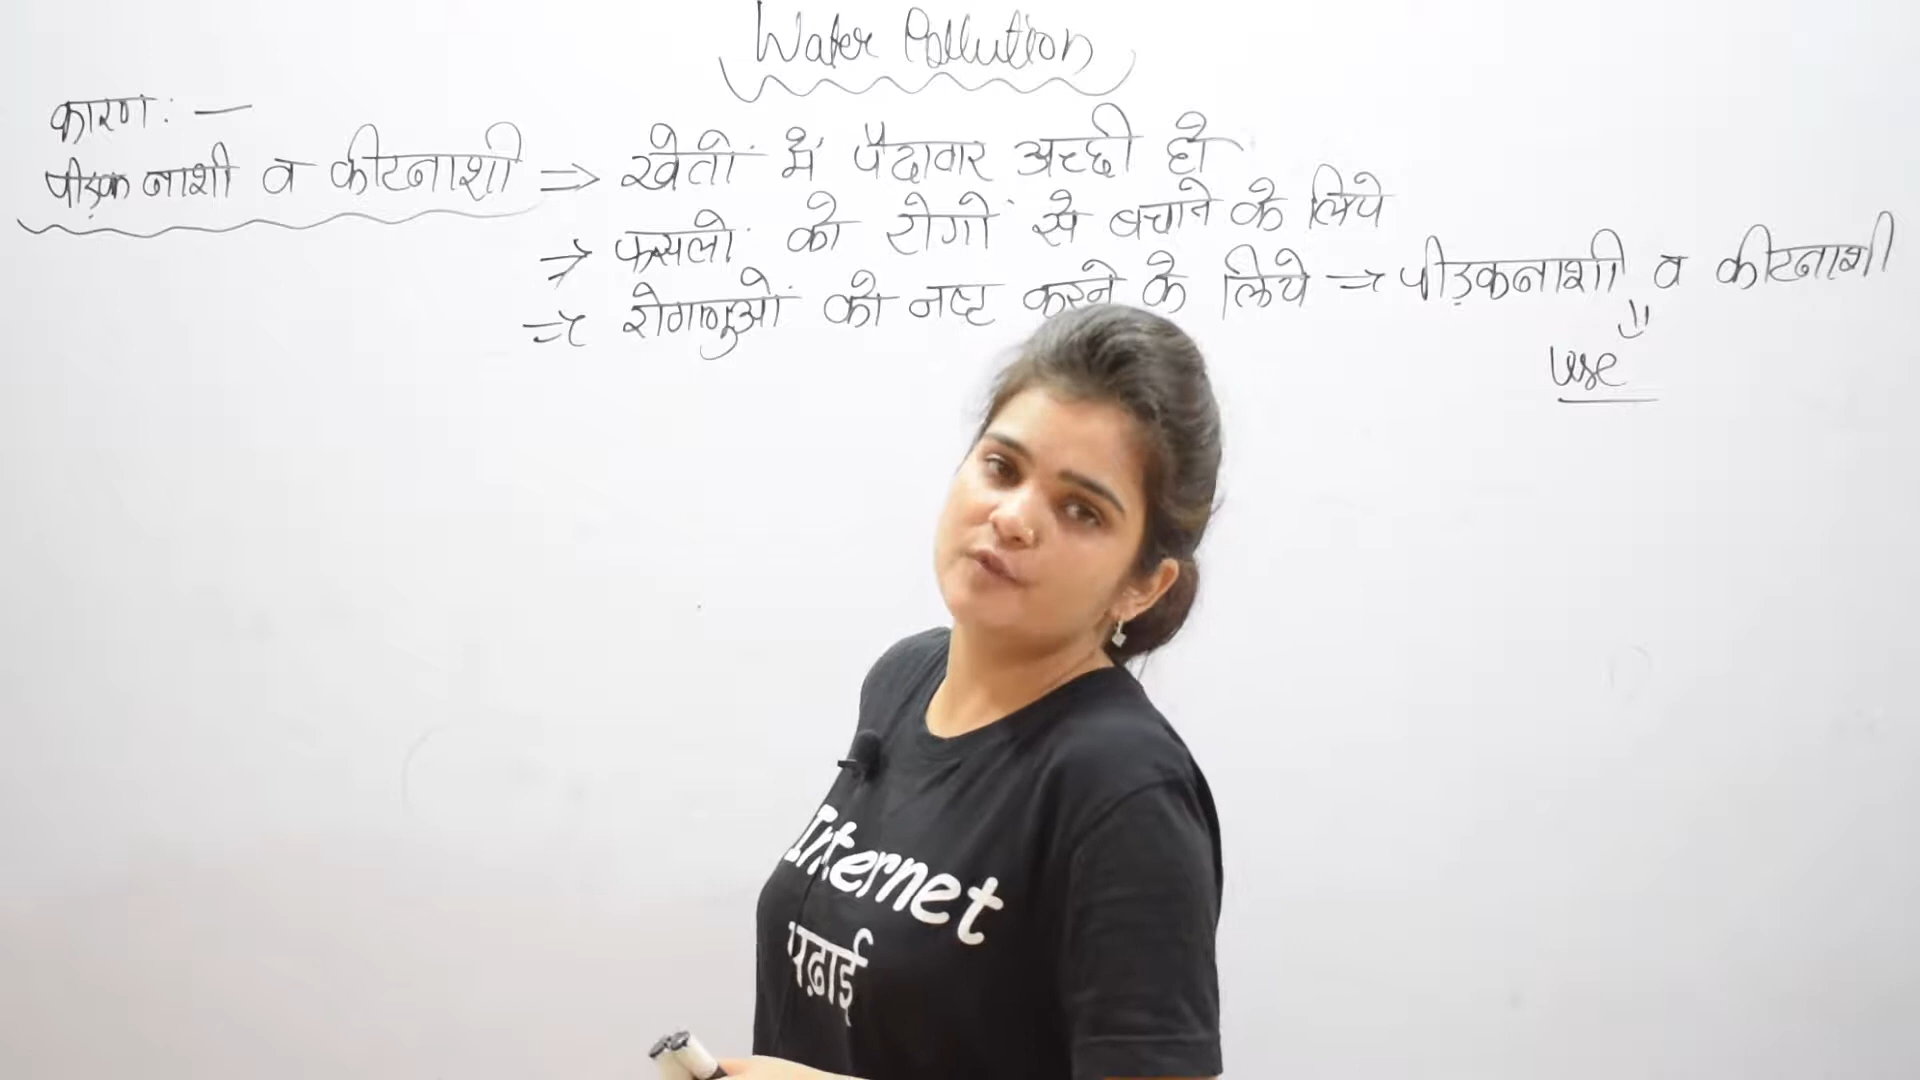 Water Pollution
कारण: —
पीड़क नाशी व कीटनाशी ⇒ खेतों में पैदावार अच्छी हो
⇒ फसलों को रोगों से बचाने के लिये
⇒ रोगाणुओं को नष्ट करने के लिये ⇒ पीड़कनाशी व कीटनाशी
use
Internet
पढ़ाई